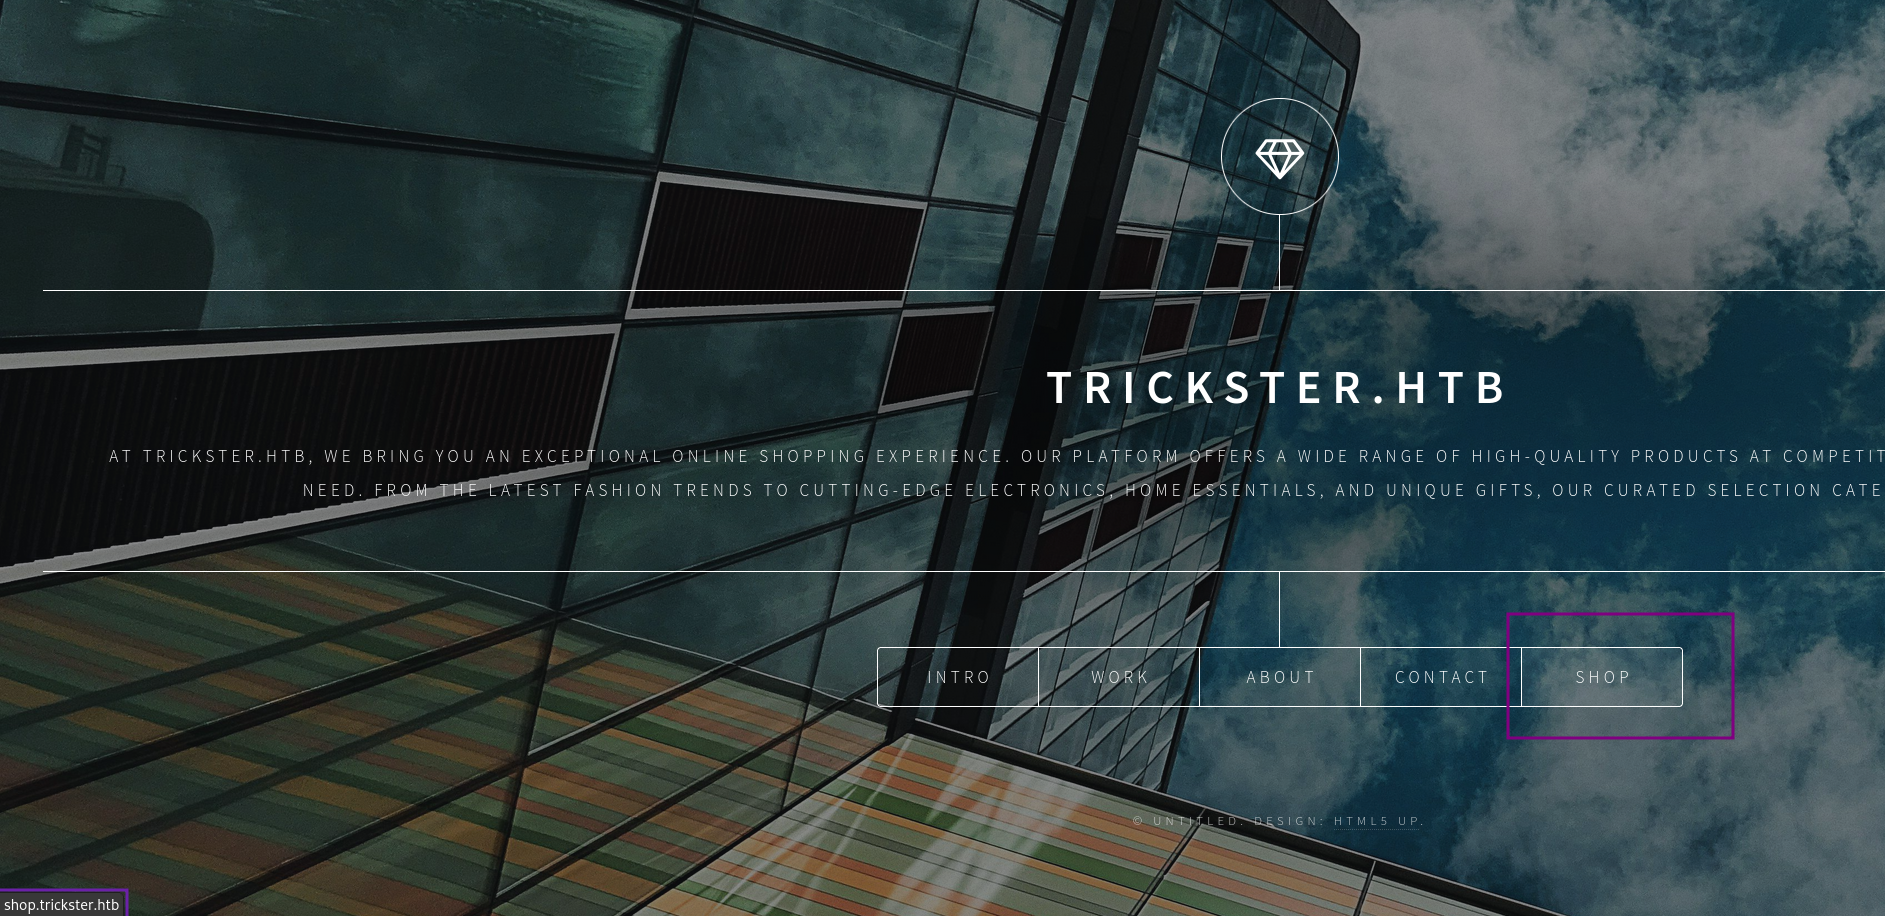 TRICKSTER.HTB
AT TRICKSTER.HTB, WE BRING YOU AN EXCEPTIONAL ONLINE SHOPPING EXPERIENCE. OUR PLATFORM OFFERS A WIDE RANGE OF HIGH-QUALITY PRODUCTS AT COMPETIT
NEED. FROM THE LATEST FASHION TRENDS TO CUTTING-EDGE ELECTRONICS, HOME ESSENTIALS, AND UNIQUE GIFTS, OUR CURATED SELECTION CATE
INTRO WORK ABOUT CONTACT SHOP
© UNTITLED. DESIGN: HTML5 UP.
shop.trickster.htb